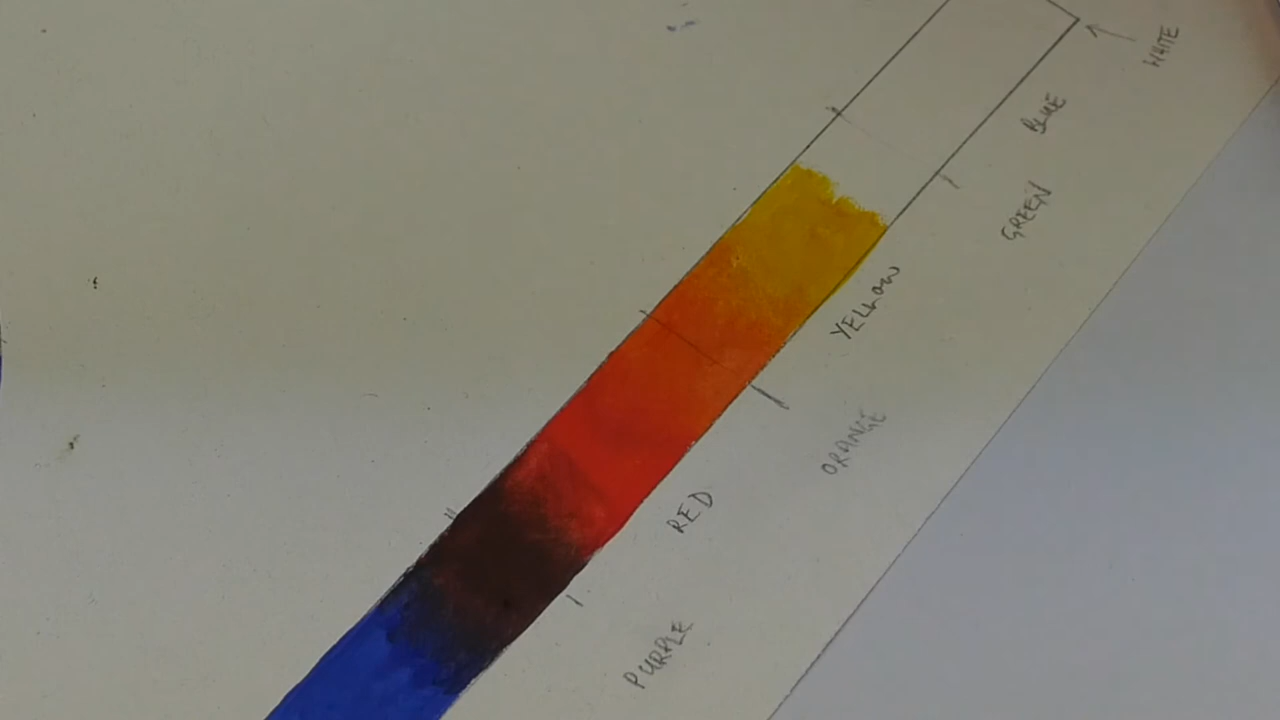 WHITE
BLUE
GREEN
YELLOW
ORANGE
RED
PURPLE